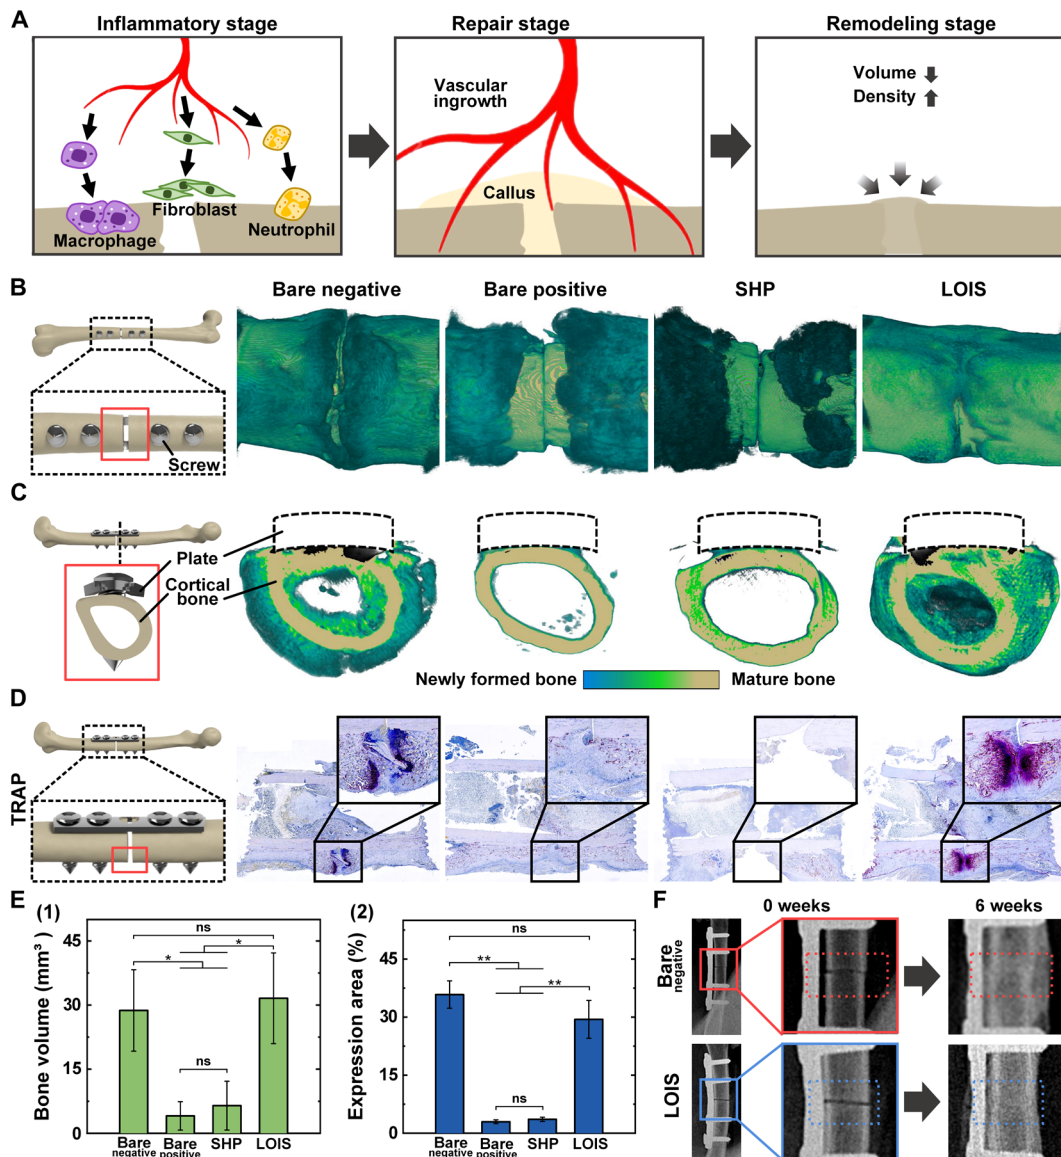 A
Inflammatory stage
Repair stage
Remodeling stage
Macrophage
Fibroblast
Neutrophil
Vascular
ingrowth
Callus
Volume
Density
B
Bare negative
Bare positive
SHP
LOIS
Screw
C
Plate
Cortical
bone
Newly formed bone
Mature bone
D
TRAP
E
(1)
Bone volume (mm³)
45
30
15
0
ns
*
*
ns
Bare
negative
Bare
positive
SHP
LOIS
(2)
Expression area (%)
60
45
30
15
0
ns
**
**
ns
Bare
negative
Bare
positive
SHP
LOIS
F
0 weeks
6 weeks
Bare
negative
LOIS